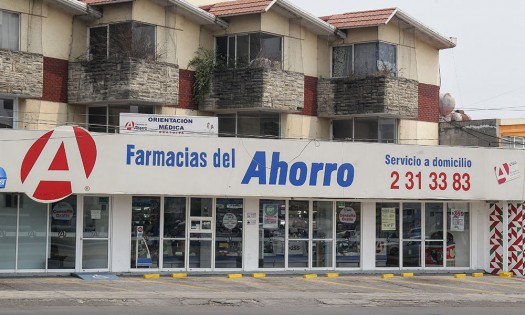 ORIENTACIÓN
MÉDICA
A
Farmacias del Ahorro
Servicio a domicilio
2 31 33 83
A